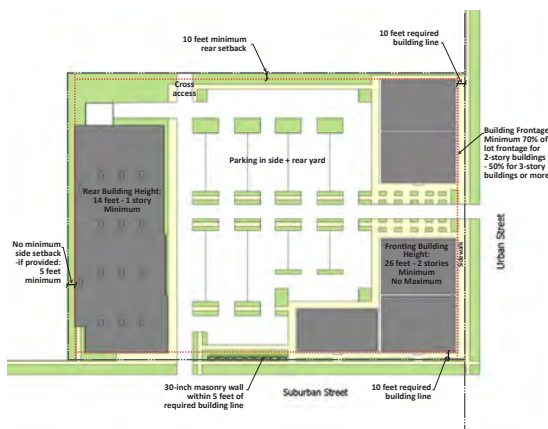 10 feet minimum
rear setback
10 feet required
building line
Cross
access
Building Frontage
Minimum 70% of
lot frontage for
2-story buildings
- 50% for 3-story
buildings or more
Parking in side + rear yard
Rear Building Height:
14 feet - 1 story
Minimum
No minimum
side setback
-if provided:
5 feet
minimum
Fronting Building
Height:
26 feet - 2 stories
Minimum
No Maximum
Sidewalk
Urban Street
30-inch masonry wall
within 5 feet of
required building line
Suburban Street
10 feet required
building line